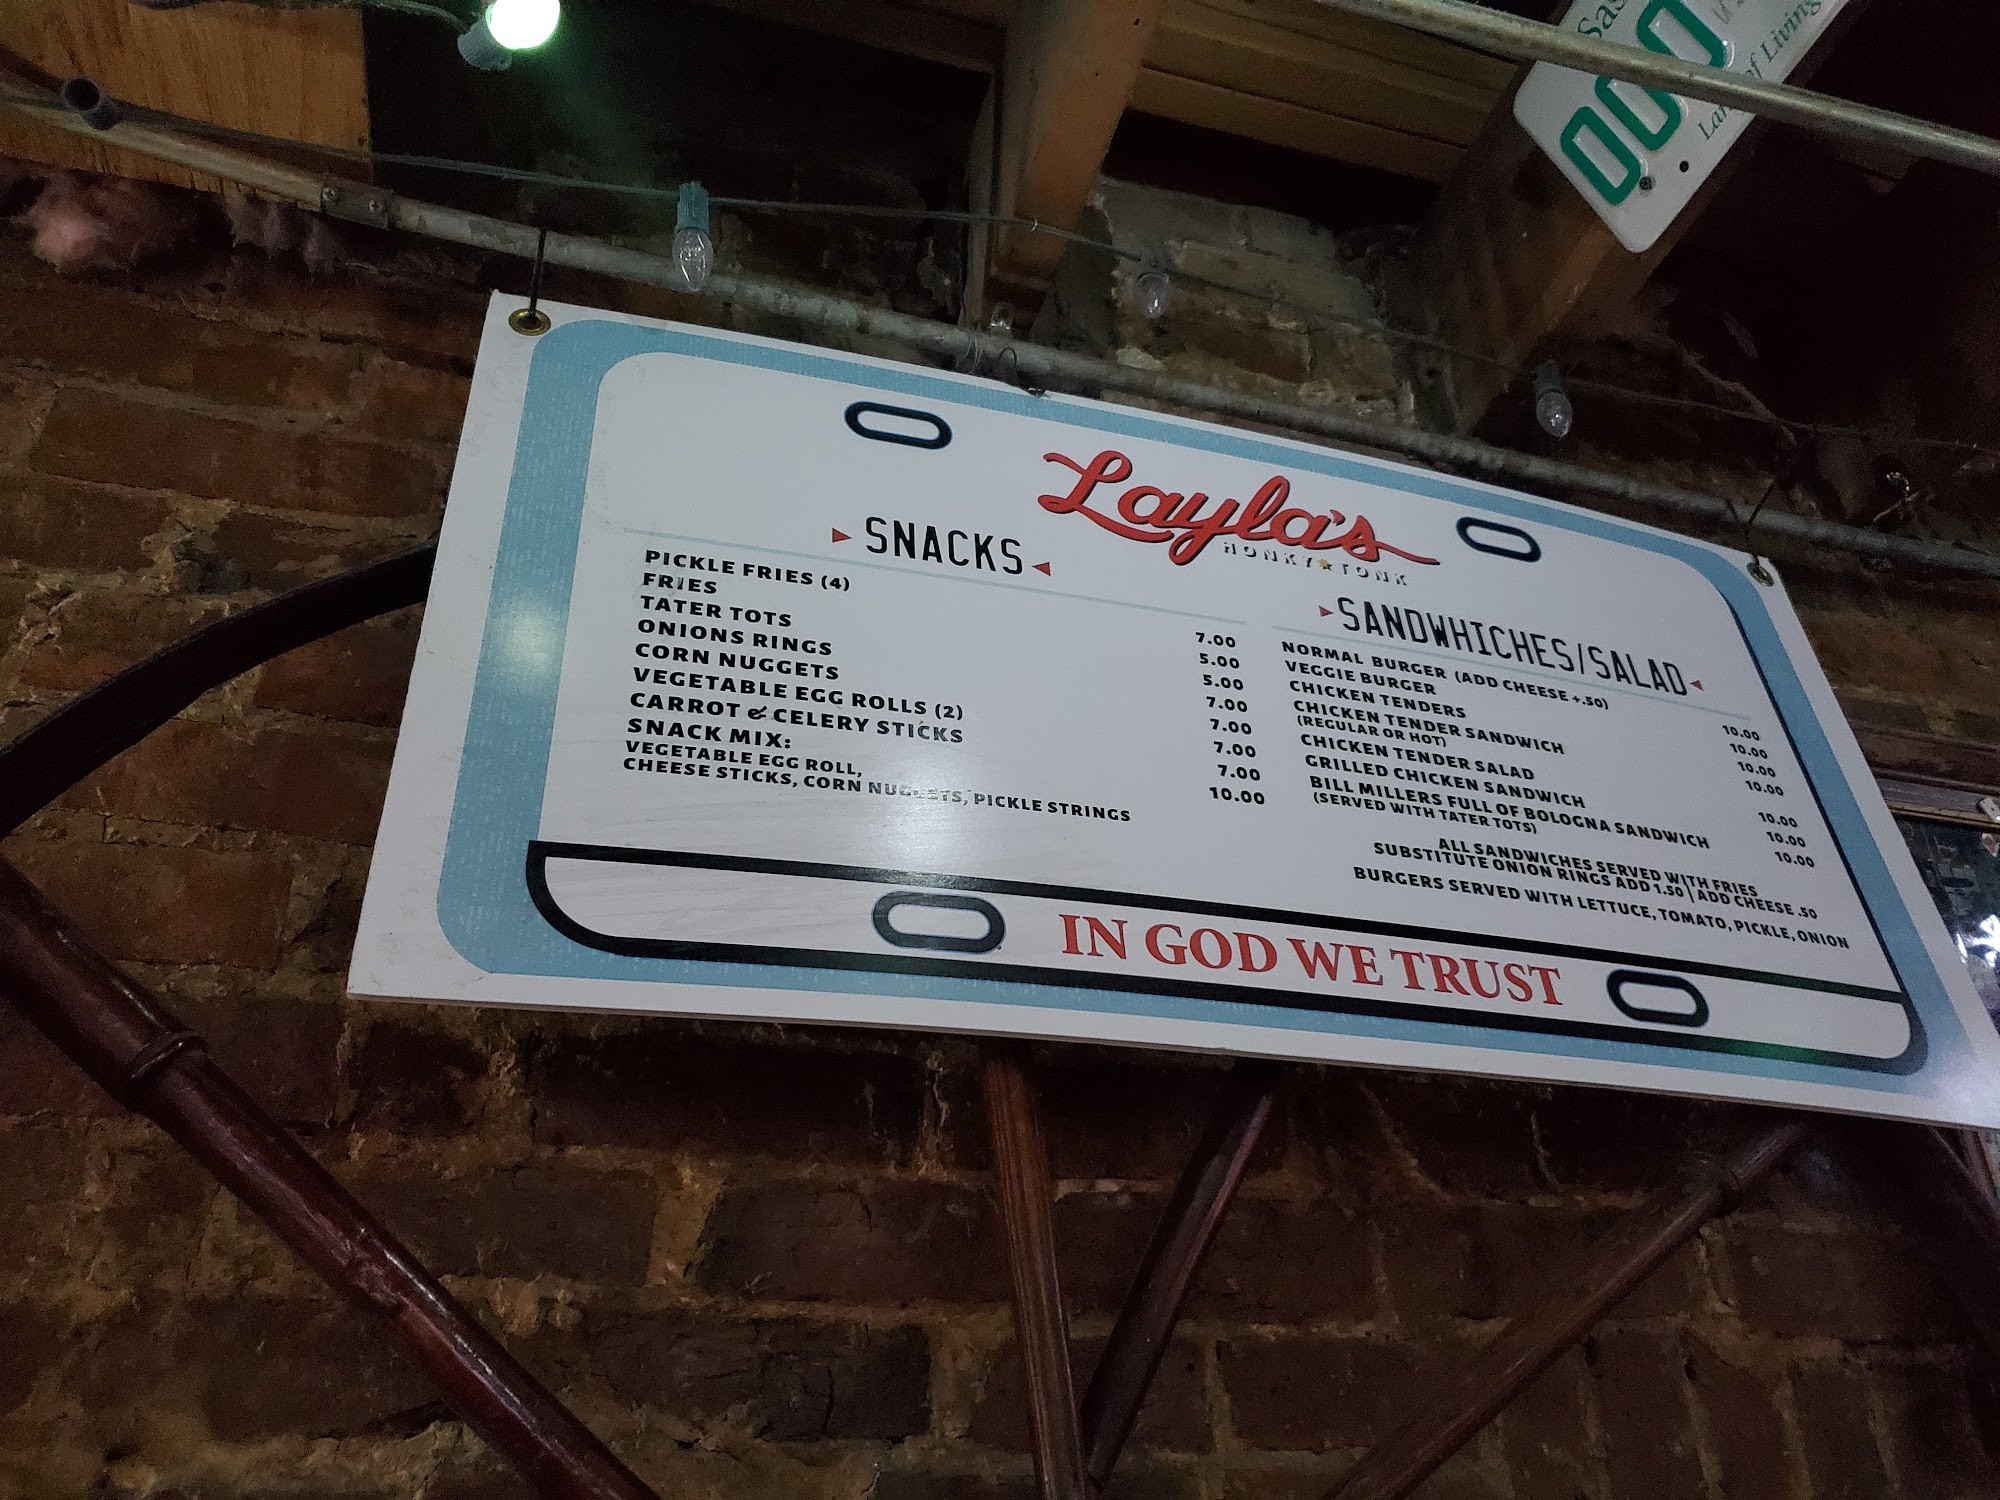 Sas
000
Land of Living
Layla's
HONKY TONK
SNACKS
PICKLE FRIES (4) 7.00
FRIES 5.00
TATER TOTS 5.00
ONIONS RINGS 7.00
CORN NUGGETS 7.00
VEGETABLE EGG ROLLS (2) 7.00
CARROT & CELERY STICKS 7.00
SNACK MIX: 10.00
VEGETABLE EGG ROLL,
CHEESE STICKS, CORN NUGGETS, PICKLE STRINGS
SANDWHICHES/SALAD
NORMAL BURGER (ADD CHEESE +.50) 10.00
VEGGIE BURGER 10.00
CHICKEN TENDERS 10.00
CHICKEN TENDER SANDWICH 10.00
(REGULAR OR HOT)
CHICKEN TENDER SALAD 10.00
GRILLED CHICKEN SANDWICH 10.00
BILL MILLERS FULL OF BOLOGNA SANDWICH 10.00
(SERVED WITH TATER TOTS)
ALL SANDWICHES SERVED WITH FRIES
SUBSTITUTE ONION RINGS ADD 1.50 | ADD CHEESE .50
BURGERS SERVED WITH LETTUCE, TOMATO, PICKLE, ONION
IN GOD WE TRUST